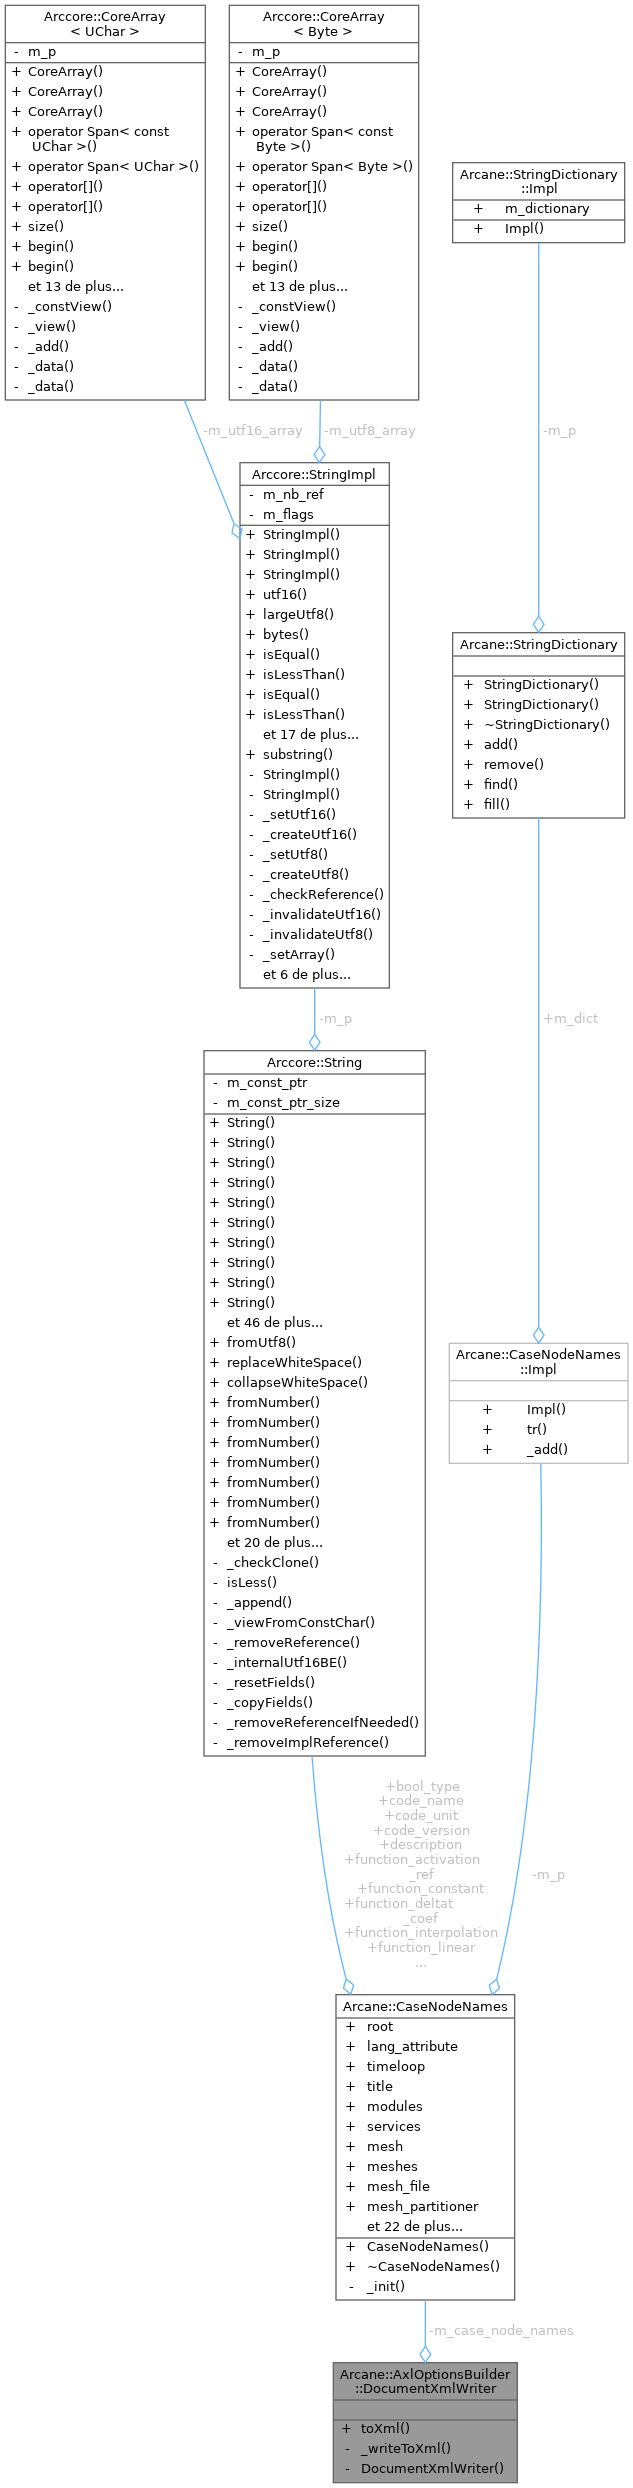 Arccore::CoreArray
< UChar >
- m_p
+ CoreArray()
+ CoreArray()
+ CoreArray()
+ operator Span< const
UChar >()
+ operator Span< UChar >()
+ operator[]()
+ operator[]()
+ size()
+ begin()
+ begin()
et 13 de plus...
- _constView()
- _view()
- _add()
- _data()
- _data()
Arccore::CoreArray
< Byte >
- m_p
+ CoreArray()
+ CoreArray()
+ CoreArray()
+ operator Span< const
Byte >()
+ operator Span< Byte >()
+ operator[]()
+ operator[]()
+ size()
+ begin()
+ begin()
et 13 de plus...
- _constView()
- _view()
- _add()
- _data()
- _data()
Arcane::StringDictionary
::Impl
+ m_dictionary
+ Impl()
-m_utf16_array
-m_utf8_array
-m_p
Arccore::StringImpl
- m_nb_ref
- m_flags
+ StringImpl()
+ StringImpl()
+ StringImpl()
+ utf16()
+ largeUtf8()
+ bytes()
+ isEqual()
+ isLessThan()
+ isEqual()
+ isLessThan()
et 17 de plus...
+ substring()
- StringImpl()
- StringImpl()
- _setUtf16()
- _createUtf16()
- _setUtf8()
- _createUtf8()
- _checkReference()
- _invalidateUtf16()
- _invalidateUtf8()
- _setArray()
et 6 de plus...
Arcane::StringDictionary
+ StringDictionary()
+ StringDictionary()
+ ~StringDictionary()
+ add()
+ remove()
+ find()
+ fill()
-m_p
+m_dict
Arccore::String
- m_const_ptr
- m_const_ptr_size
+ String()
+ String()
+ String()
+ String()
+ String()
+ String()
+ String()
+ String()
+ String()
+ String()
et 46 de plus...
+ fromUtf8()
+ replaceWhiteSpace()
+ collapseWhiteSpace()
+ fromNumber()
+ fromNumber()
+ fromNumber()
+ fromNumber()
+ fromNumber()
+ fromNumber()
+ fromNumber()
et 20 de plus...
- _checkClone()
- isLess()
- _append()
- _viewFromConstChar()
- _removeReference()
- _internalUtf16BE()
- _resetFields()
- _copyFields()
- _removeReferenceIfNeeded()
- _removeImplReference()
Arcane::CaseNodeNames
::Impl
+ Impl()
+ tr()
+ _add()
+bool_type
+code_name
+code_unit
+code_version
+description
+function_activation
_ref
+function_constant
+function_deltat
_coef
+function_interpolation
+function_linear
...
-m_p
Arcane::CaseNodeNames
+ root
+ lang_attribute
+ timeloop
+ title
+ modules
+ services
+ mesh
+ meshes
+ mesh_file
+ mesh_partitioner
et 22 de plus...
+ CaseNodeNames()
+ ~CaseNodeNames()
- _init()
-m_case_node_names
Arcane::AxlOptionsBuilder
::DocumentXmlWriter
+ toXml()
- _writeToXml()
- DocumentXmlWriter()